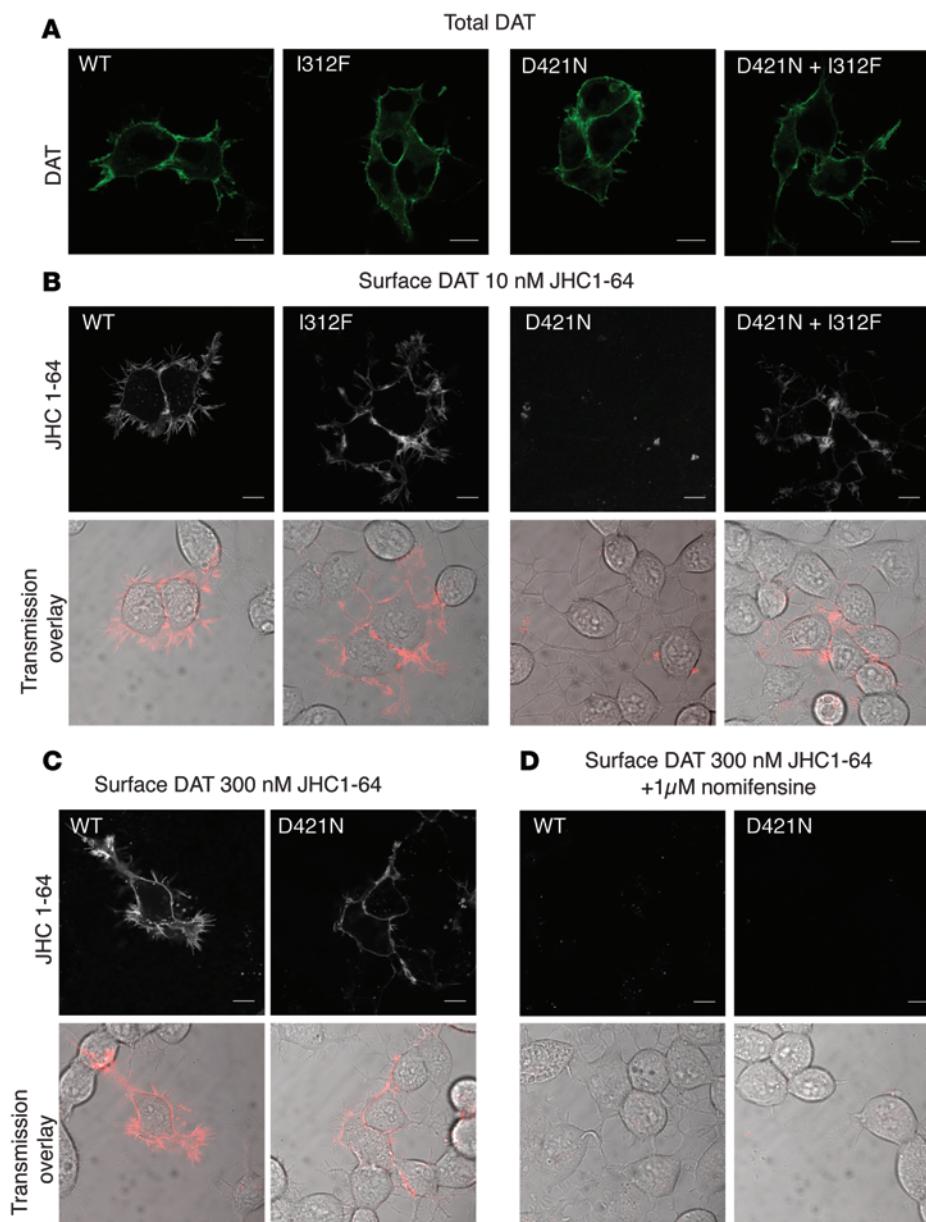 A
Total DAT
WT
I312F
D421N
D421N + I312F
DAT
B
Surface DAT 10 nM JHC1-64
WT
I312F
D421N
D421N + I312F
JHC 1-64
Transmission
overlay
C
Surface DAT 300 nM JHC1-64
WT
D421N
JHC 1-64
Transmission
overlay
D
Surface DAT 300 nM JHC1-64
+1µM nomifensine
WT
D421N